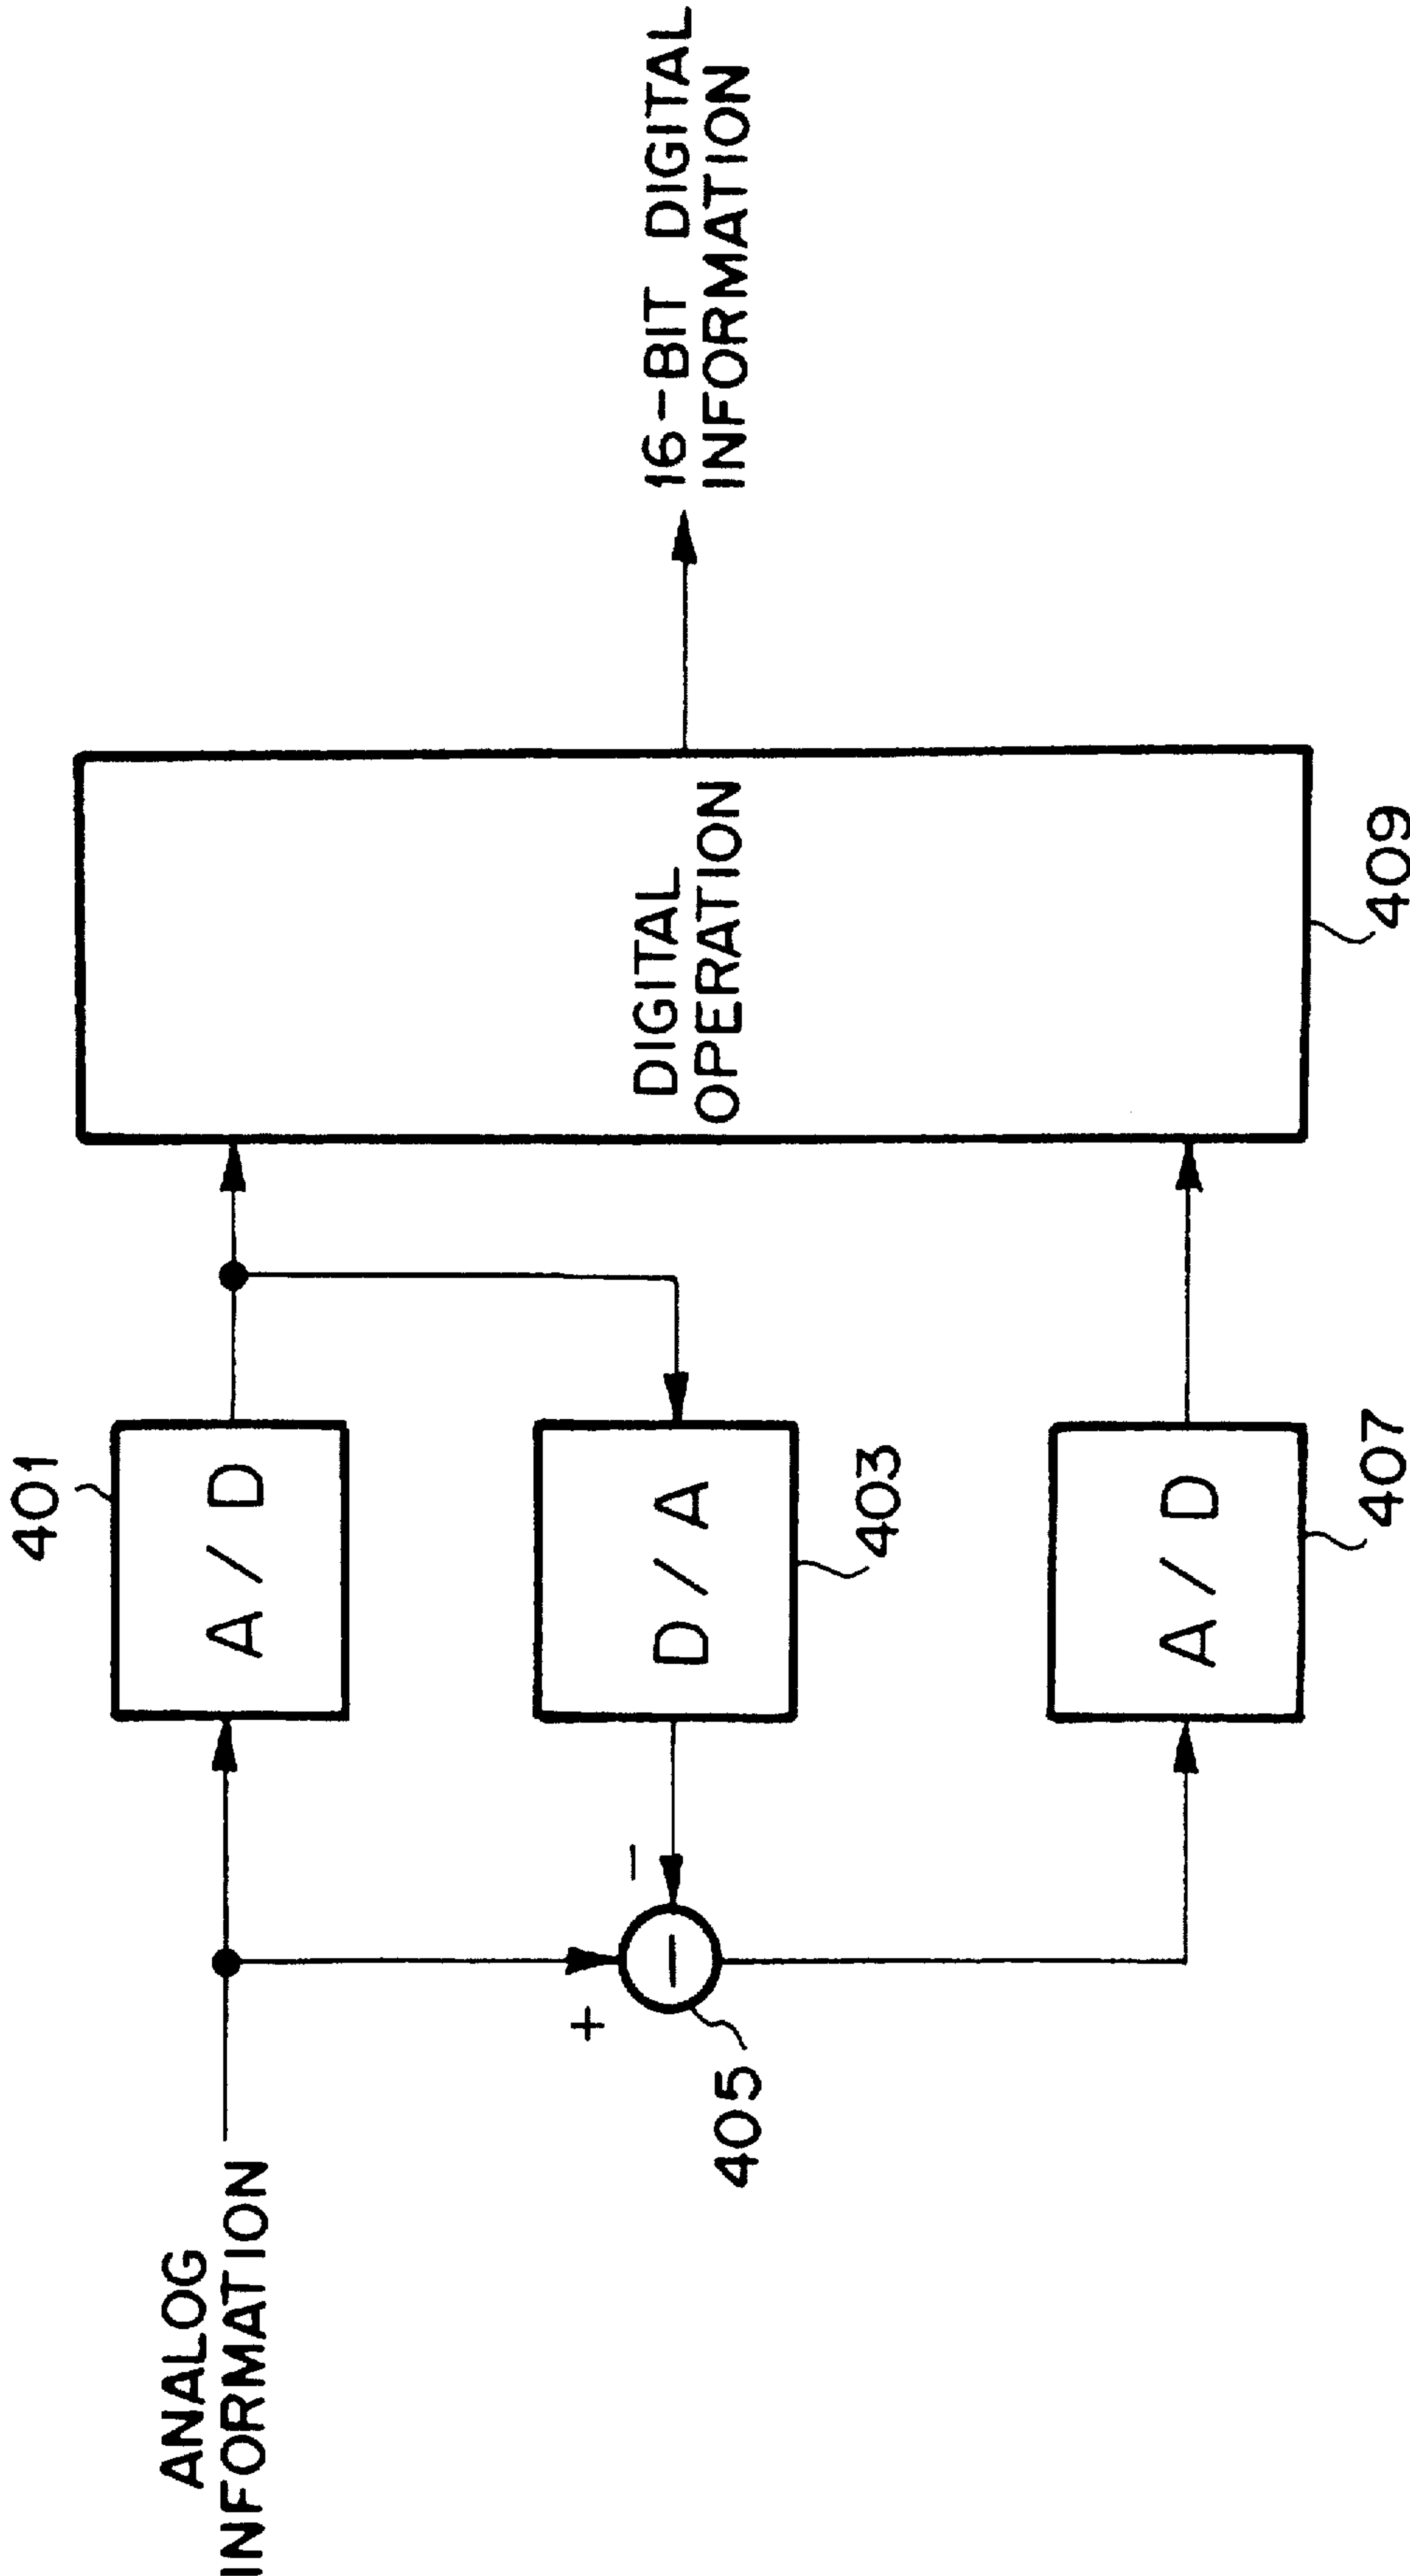 ANALOG
INFORMATION
401
A / D
+
−
−
405
D / A
403
A / D
407
DIGITAL
OPERATION
409
16-BIT DIGITAL
INFORMATION